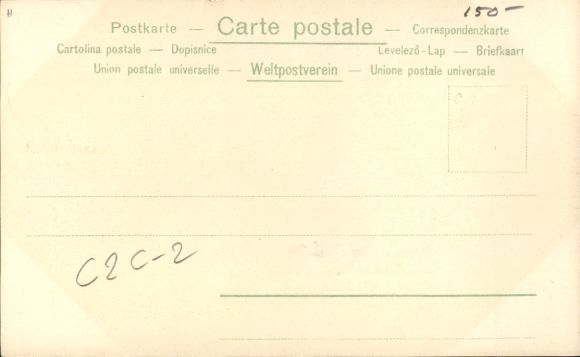 H
150-
Postkarte — Carte postale — Correspondenzkarte
Cartolina postale — Dopisnice Levelező-Lap — Briefkaart
Union postale universelle — Weltpostverein — Unione postale universale
C2C-2